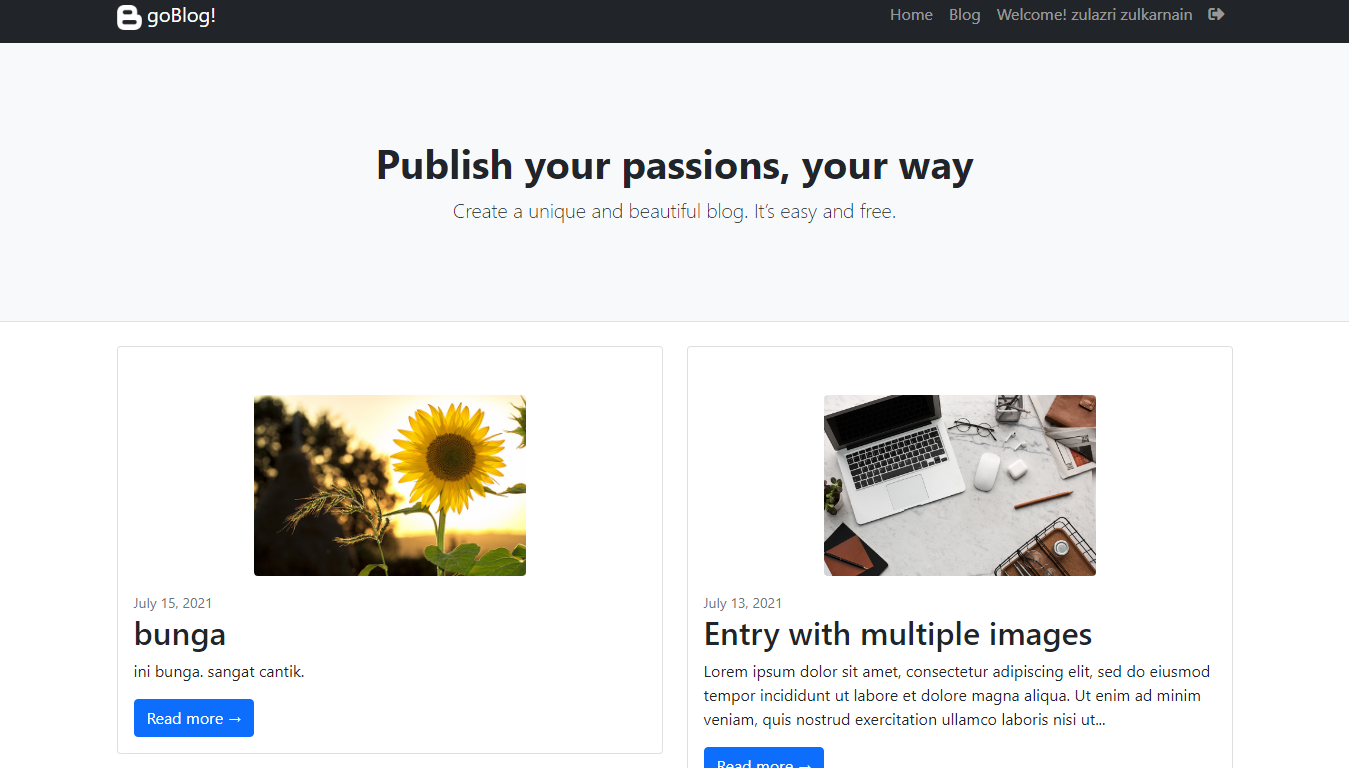 goBlog!
Home Blog Welcome! zulazri zulkarnain
Publish your passions, your way
Create a unique and beautiful blog. It’s easy and free.
July 15, 2021
bunga
ini bunga. sangat cantik.
Read more →
July 13, 2021
Entry with multiple images
Lorem ipsum dolor sit amet, consectetur adipiscing elit, sed do eiusmod
tempor incididunt ut labore et dolore magna aliqua. Ut enim ad minim
veniam, quis nostrud exercitation ullamco laboris nisi ut...
Read more →